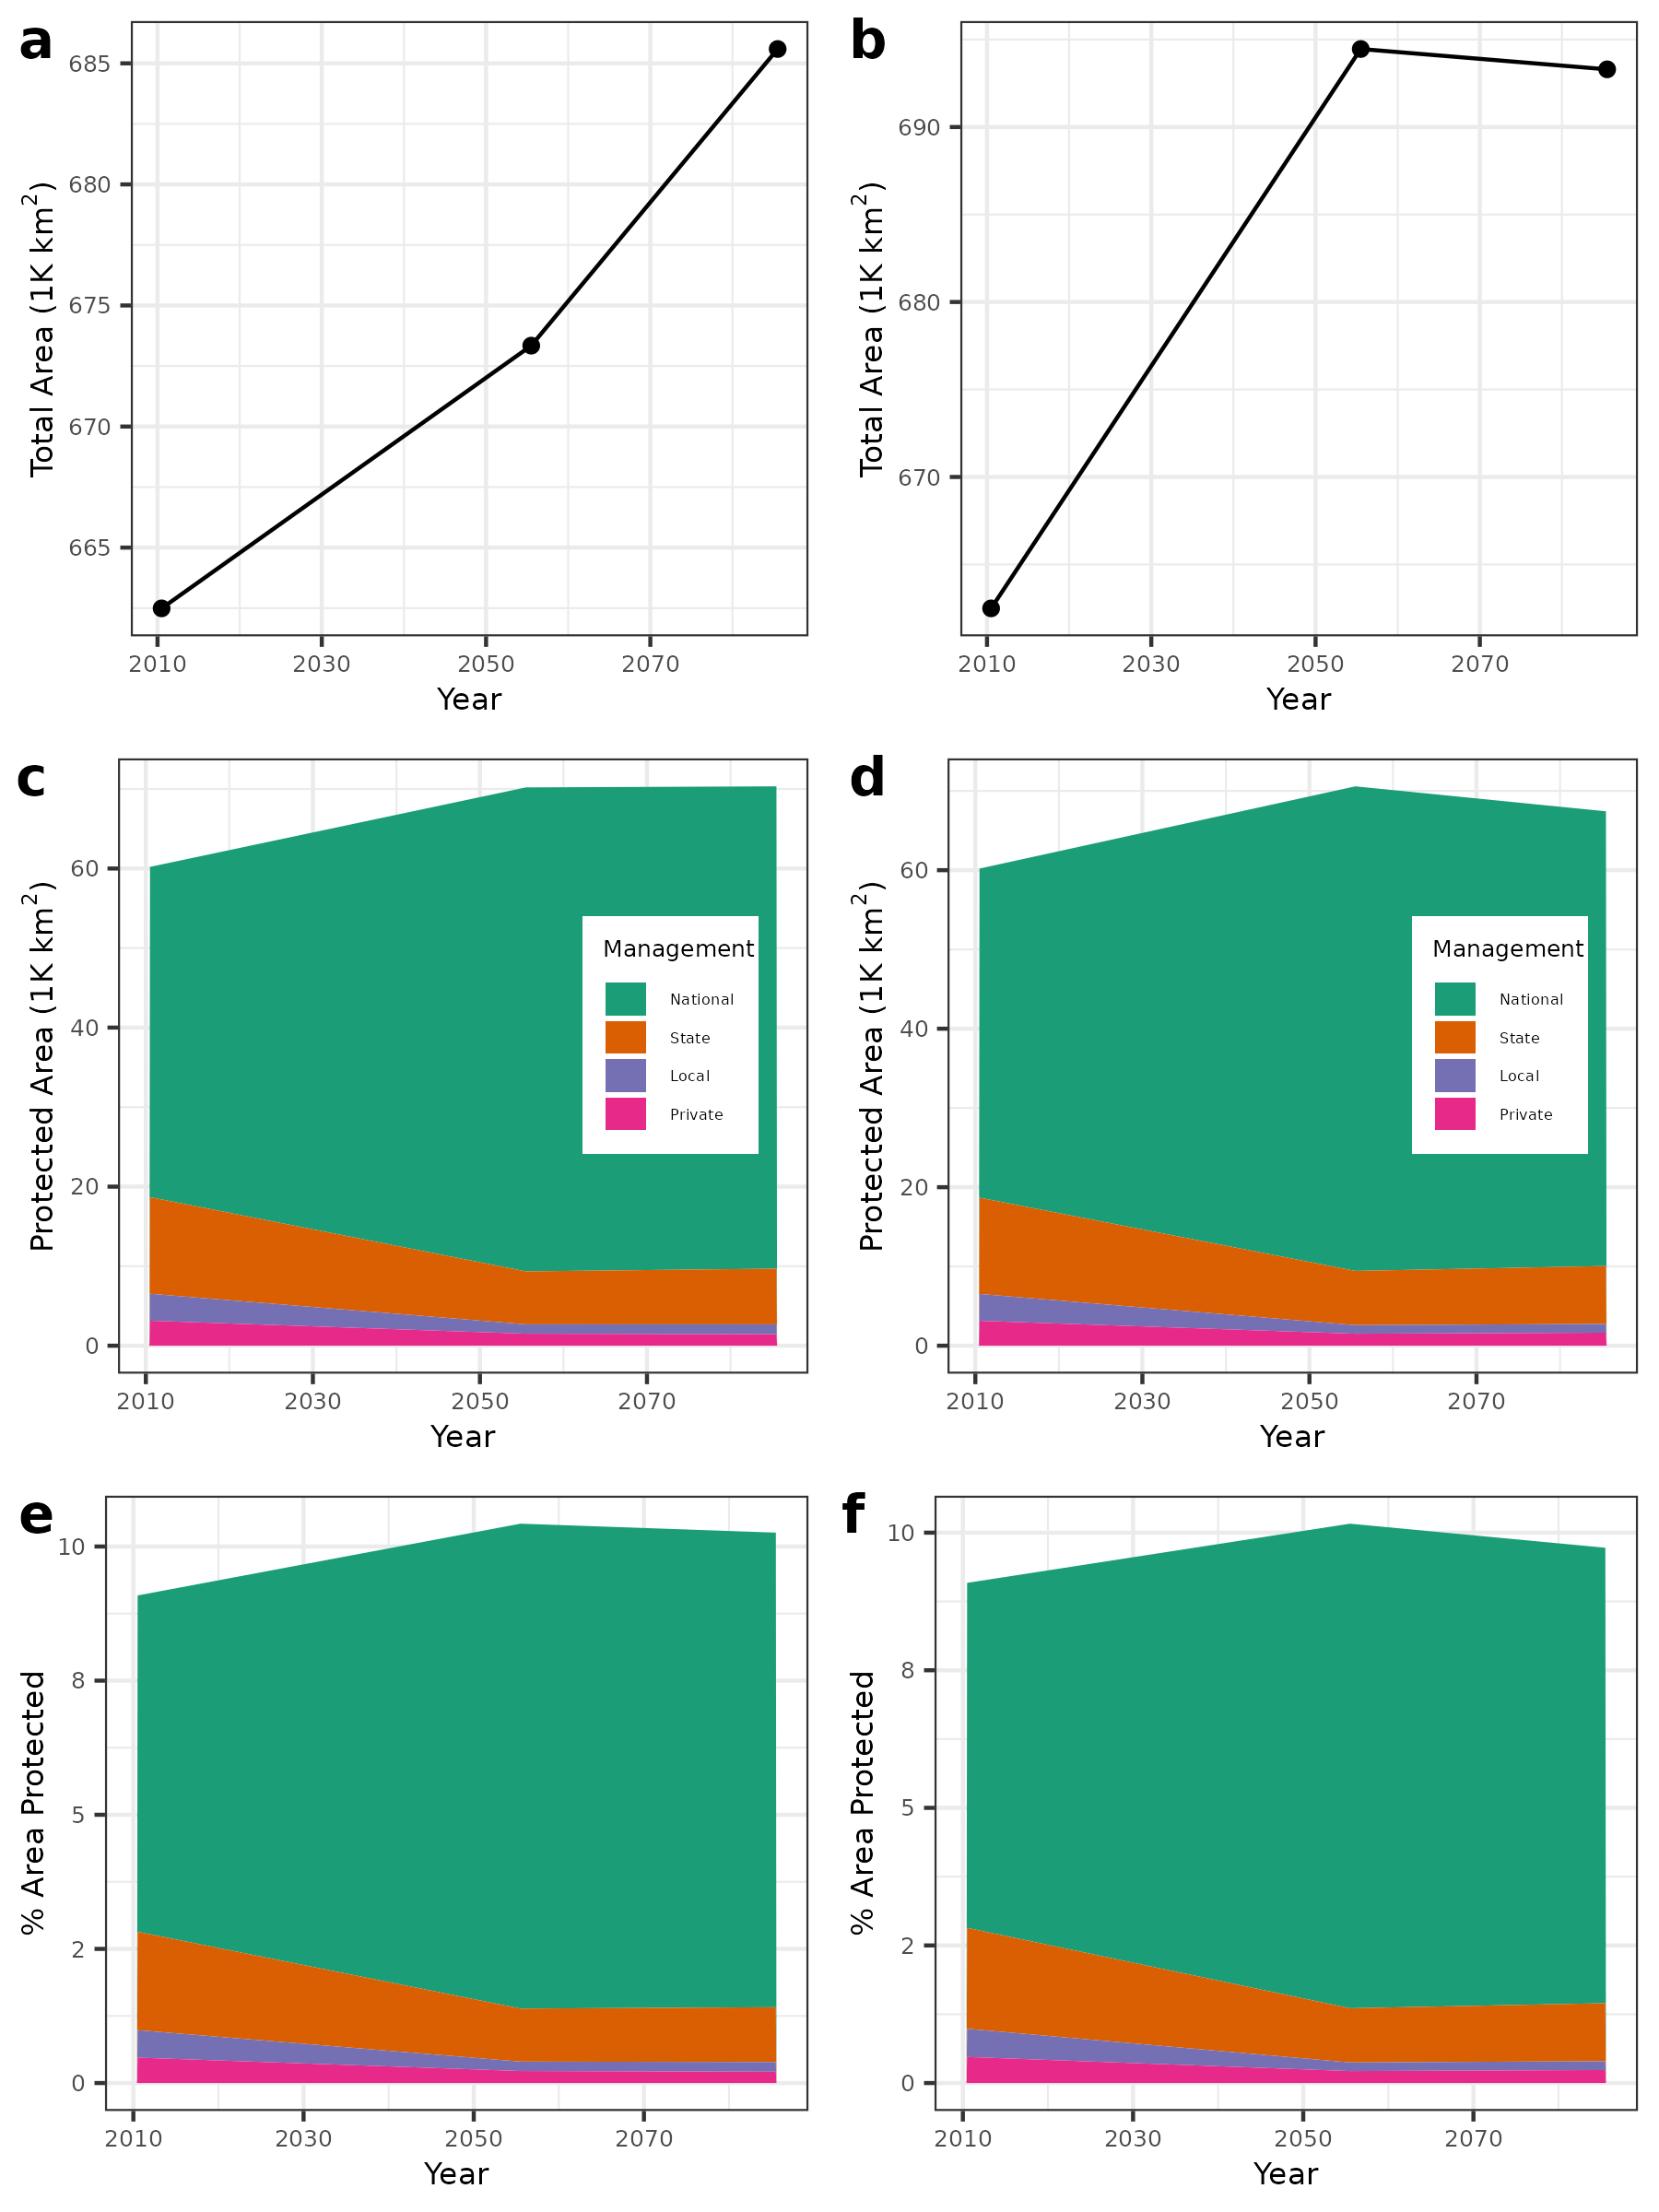 a
685
680
675
670
665
Total Area (1K km²)
2010 2030 2050 2070
Year
b
690
680
670
Total Area (1K km²)
2010 2030 2050 2070
Year
c
60
40
20
0
Protected Area (1K km²)
Management
National
State
Local
Private
2010 2030 2050 2070
Year
d
60
40
20
0
Protected Area (1K km²)
Management
National
State
Local
Private
2010 2030 2050 2070
Year
e
10
8
5
2
0
% Area Protected
2010 2030 2050 2070
Year
f
10
8
5
2
0
% Area Protected
2010 2030 2050 2070
Year